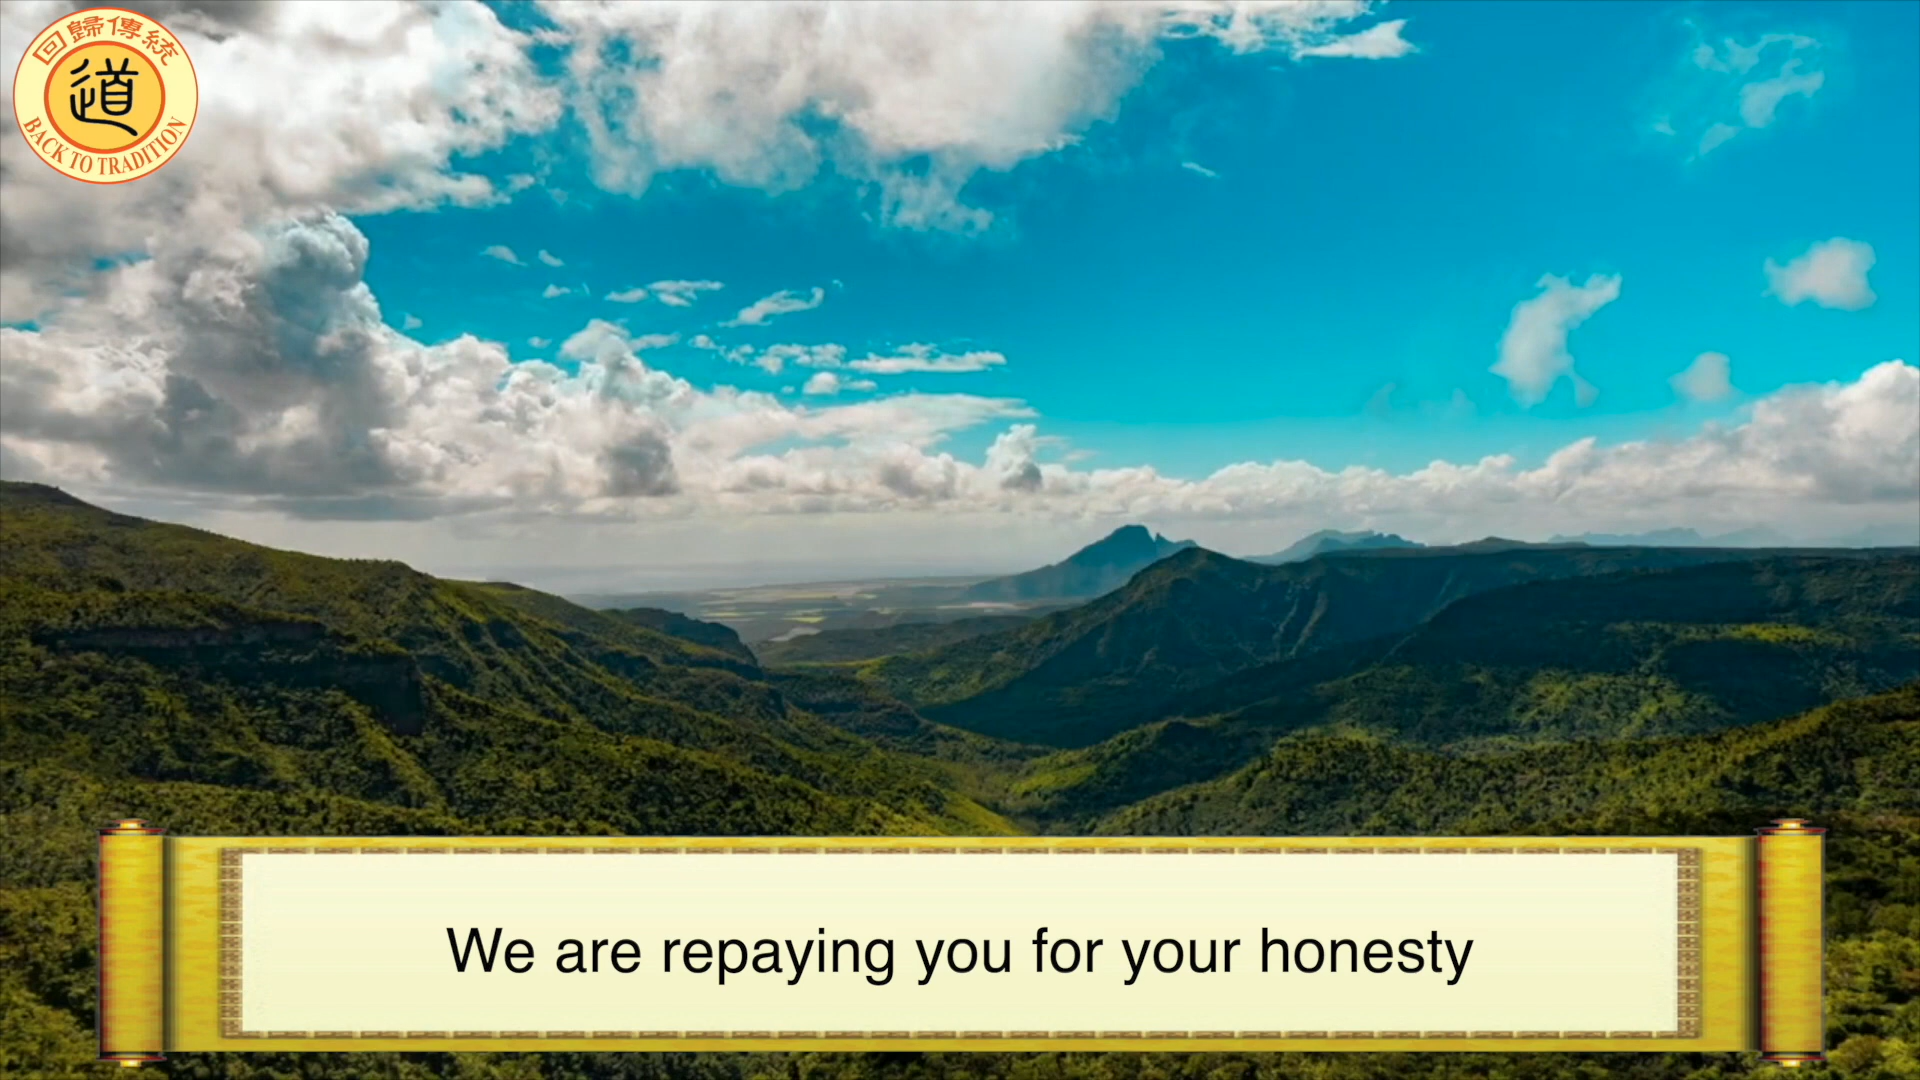 回歸傳統
道
BACK TO TRADITION
We are repaying you for your honesty